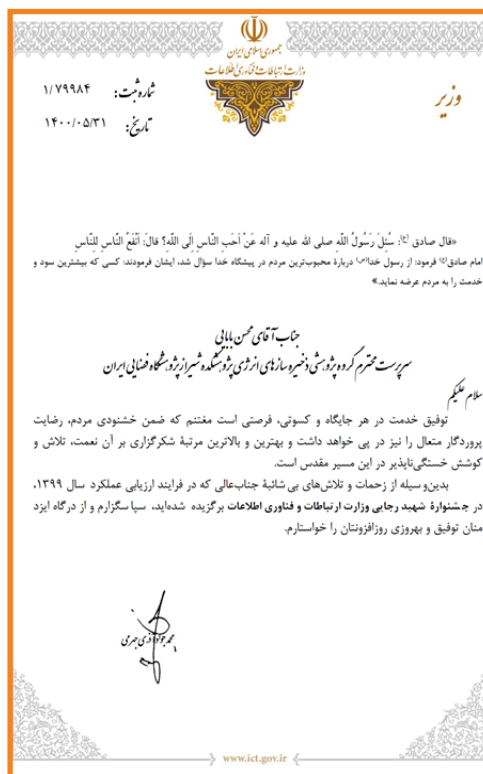 جمهوری اسلامی ایران
وزارت ارتباطات و فناوری اطلاعات
وزیر
شماره ثبت: ۱/۷۹۹۸۴
تاریخ: ۱۴۰۰/۰۵/۳۱
«قال صادق (ع): سُئِلَ رَسُولُ اللّهِ صلی الله علیه و آله عَنْ اَحَبِ النّاسِ اِلَی اللّهِ؟ قالَ: اَنْفَعُ النّاسِ لِلنّاسِ
امام صادق(ع) فرمود: از رسول خدا(ص) دربارهٔ محبوب‌ترین مردم در پیشگاه خدا سؤال شد، ایشان فرمودند: کسی که بیشترین سود و
خدمت را به مردم عرضه نماید.»
جناب آقای محسن بابایی
سرپرست محترم گروه پژوهشی ذخیره سازهای انرژی پژوهشکده شیراز پژوهشگاه فضایی ایران
سلام علیکم
توفیق خدمت در هر جایگاه و کسوتی، فرصتی است مغتنم که ضمن خشنودی مردم، رضایت
پروردگار متعال را نیز در پی خواهد داشت و بهترین و بالاترین مرتبهٔ شکرگزاری بر آن نعمت، تلاش و
کوشش خستگی‌ناپذیر در این مسیر مقدس است.
بدین‌وسیله از زحمات و تلاش‌های بی‌شائبهٔ جناب‌عالی که در فرایند ارزیابی عملکرد سال ۱۳۹۹،
در جشنوارهٔ شهید رجایی وزارت ارتباطات و فناوری اطلاعات برگزیده شده‌اید، سپاسگزارم و از درگاه ایزد
منان توفیق و بهروزی روزافزونتان را خواستارم.
محمدجواد آذری جهرمی
www.ict.gov.ir